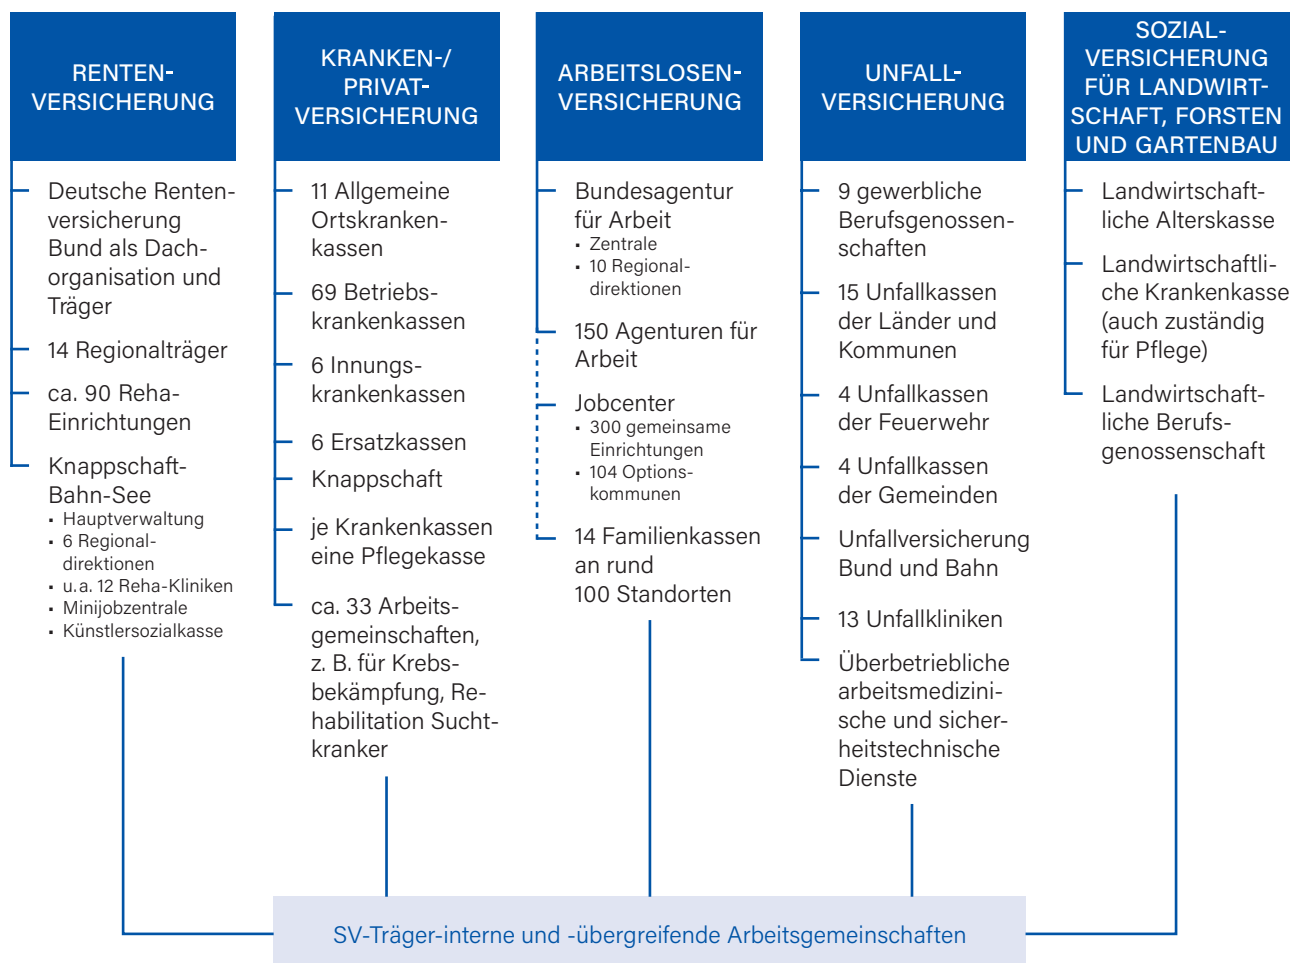 RENTEN-
VERSICHERUNG
Deutsche Renten-
versicherung
Bund als Dach-
organisation und
Träger
14 Regionalträger
ca. 90 Reha-
Einrichtungen
Knappschaft-
Bahn-See
▪ Hauptverwaltung
▪ 6 Regional-
direktionen
▪ u. a. 12 Reha-Kliniken
▪ Minijobzentrale
▪ Künstlersozialkasse
KRANKEN-/
PRIVAT-
VERSICHERUNG
11 Allgemeine
Ortskranken-
kassen
69 Betriebs-
krankenkassen
6 Innungs-
krankenkassen
6 Ersatzkassen
Knappschaft
je Krankenkassen
eine Pflegekasse
ca. 33 Arbeits-
gemeinschaften,
z. B. für Krebs-
bekämpfung, Re-
habilitation Sucht-
kranker
ARBEITSLOSEN-
VERSICHERUNG
Bundesagentur
für Arbeit
▪ Zentrale
▪ 10 Regional-
direktionen
150 Agenturen für
Arbeit
Jobcenter
▪ 300 gemeinsame
Einrichtungen
▪ 104 Options-
kommunen
14 Familienkassen
an rund
100 Standorten
UNFALL-
VERSICHERUNG
9 gewerbliche
Berufsgenossen-
schaften
15 Unfallkassen
der Länder und
Kommunen
4 Unfallkassen
der Feuerwehr
4 Unfallkassen
der Gemeinden
Unfallversicherung
Bund und Bahn
13 Unfallkliniken
Überbetriebliche
arbeitsmedizini-
sche und sicher-
heitstechnische
Dienste
SOZIAL-
VERSICHERUNG
FÜR LANDWIRT-
SCHAFT, FORSTEN
UND GARTENBAU
Landwirtschaft-
liche Alterskasse
Landwirtschaftli-
che Krankenkasse
(auch zuständig
für Pflege)
Landwirtschaft-
liche Berufs-
genossenschaft
SV-Träger-interne und -übergreifende Arbeitsgemeinschaften